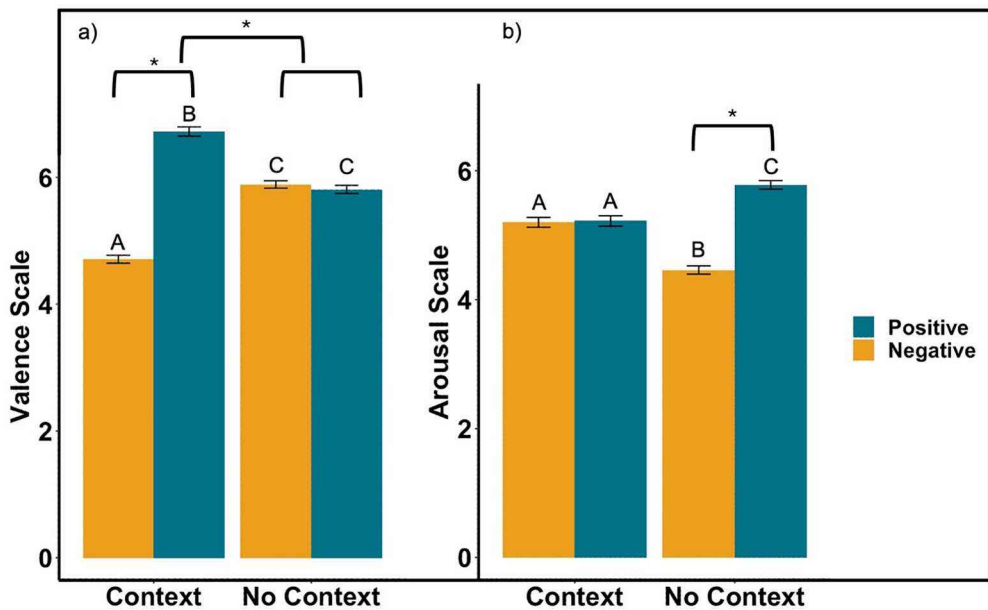 a)
*
*
B
A
C
C
Valence Scale
6
4
2
0
Context
No Context
b)
*
A
A
B
C
Arousal Scale
6
4
2
0
Context
No Context
Positive
Negative